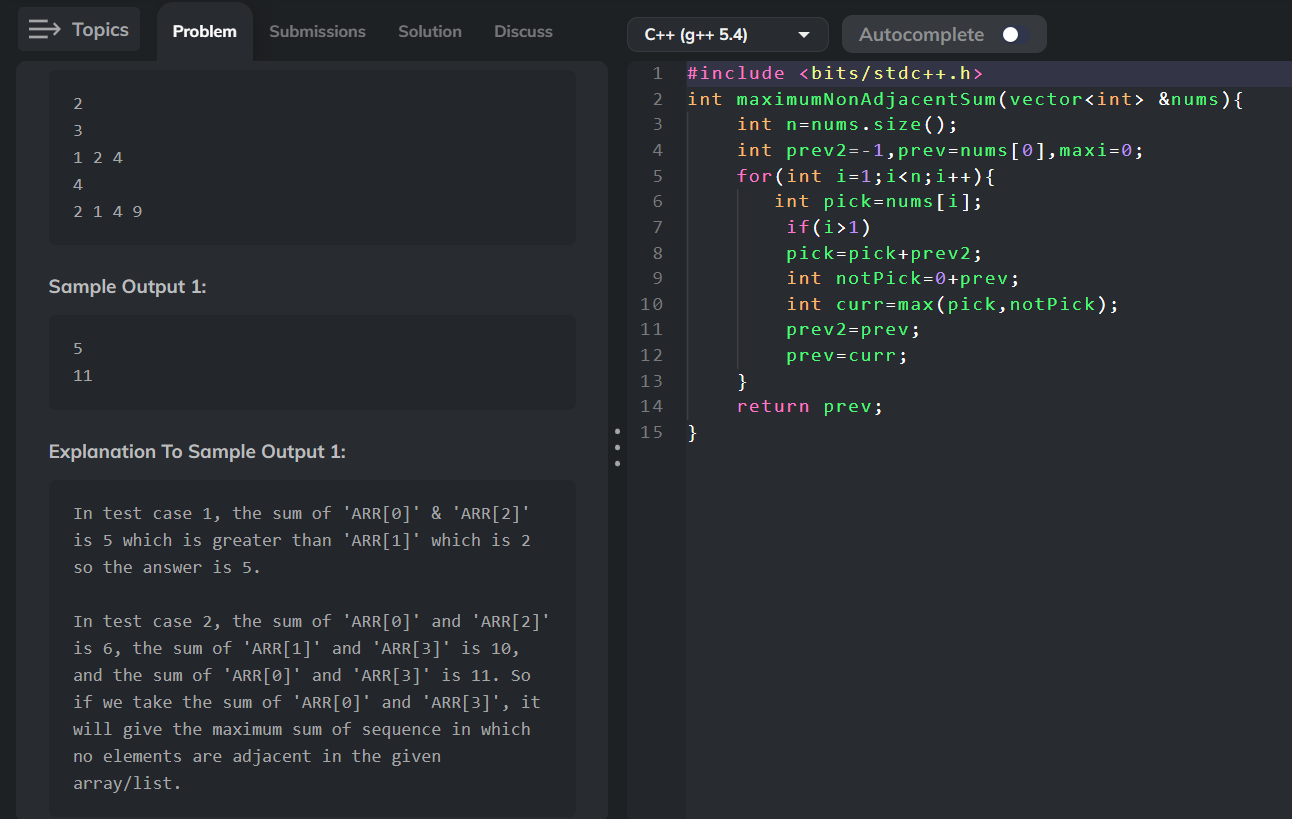 Topics
Problem
Submissions
Solution
Discuss
2
3
1 2 4
4
2 1 4 9
Sample Output 1:
5
11
Explanation To Sample Output 1:
In test case 1, the sum of 'ARR[0]' & 'ARR[2]'
is 5 which is greater than 'ARR[1]' which is 2
so the answer is 5.
In test case 2, the sum of 'ARR[0]' and 'ARR[2]'
is 6, the sum of 'ARR[1]' and 'ARR[3]' is 10,
and the sum of 'ARR[0]' and 'ARR[3]' is 11. So
if we take the sum of 'ARR[0]' and 'ARR[3]', it
will give the maximum sum of sequence in which
no elements are adjacent in the given
array/list.
C++ (g++ 5.4)
Autocomplete
1 #include <bits/stdc++.h>
2 int maximumNonAdjacentSum(vector<int> &nums){
3     int n=nums.size();
4     int prev2=-1,prev=nums[0],maxi=0;
5     for(int i=1;i<n;i++){
6        int pick=nums[i];
7         if(i>1)
8         pick=pick+prev2;
9         int notPick=0+prev;
10         int curr=max(pick,notPick);
11         prev2=prev;
12         prev=curr;
13     }
14     return prev;
15 }